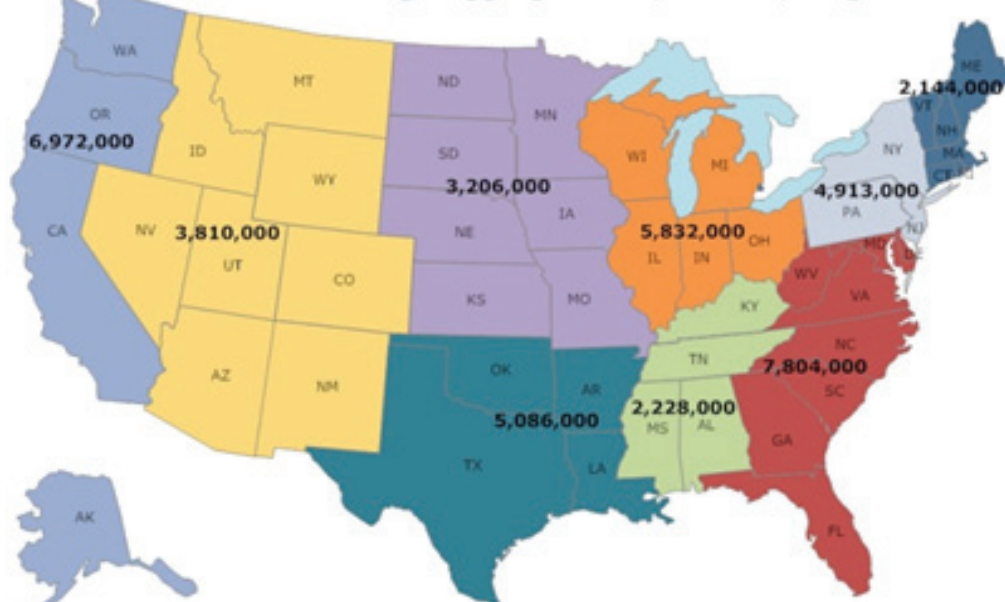 WA
MT
ND
MN
ME
2,144,000
VT
NH
OR
6,972,000
ID
SD
WI
MI
NY
MA
CT
WY
3,206,000
4,913,000
PA
CA
NV
3,810,000
UT
NE
IA
5,832,000
IL
IN
OH
NJ
MD
DE
WV
CO
KS
MO
KY
VA
AZ
NM
OK
AR
TN
NC
7,804,000
SC
5,086,000
2,228,000
MS
AL
GA
TX
LA
FL
AK